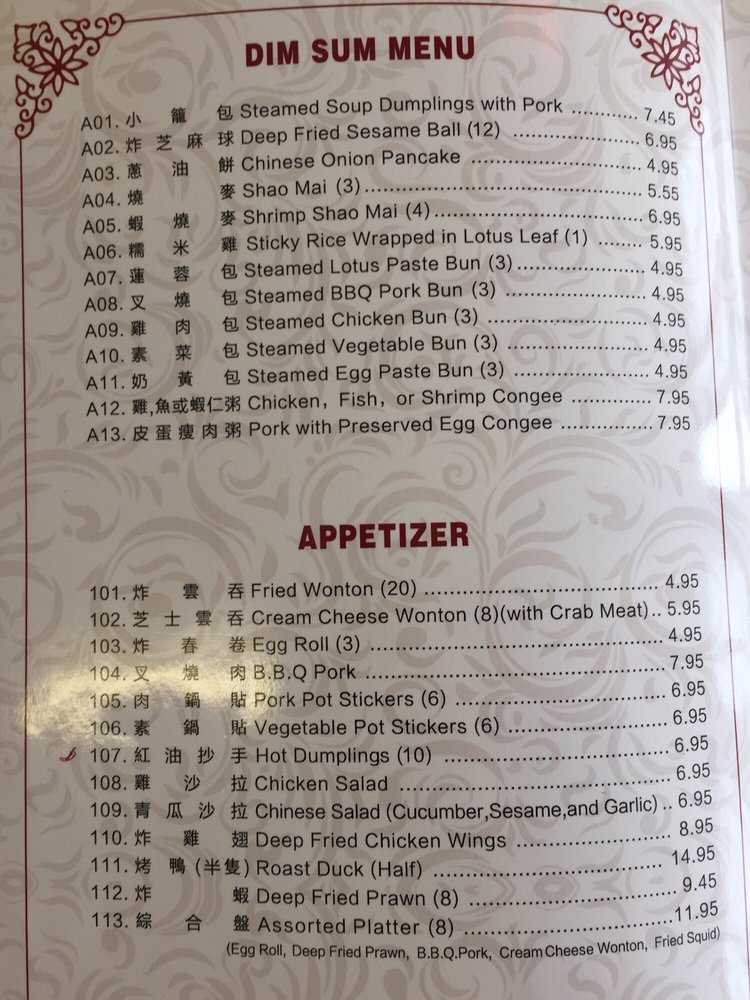 DIM SUM MENU
A01. 小籠包 Steamed Soup Dumplings with Pork ............ 7.45
A02. 炸芝麻球 Deep Fried Sesame Ball (12) ............ 6.95
A03. 蔥油餅 Chinese Onion Pancake ............ 4.95
A04. 燒麥 Shao Mai (3) ............ 5.55
A05. 蝦燒麥 Shrimp Shao Mai (4) ............ 6.95
A06. 糯米雞 Sticky Rice Wrapped in Lotus Leaf (1) ........ 5.95
A07. 蓮蓉包 Steamed Lotus Paste Bun (3) ............ 4.95
A08. 叉燒包 Steamed BBQ Pork Bun (3) ............ 4.95
A09. 雞肉包 Steamed Chicken Bun (3) ............ 4.95
A10. 素菜包 Steamed Vegetable Bun (3) ............ 4.95
A11. 奶黃包 Steamed Egg Paste Bun (3) ............ 4.95
A12. 雞,魚或蝦仁粥 Chicken, Fish, or Shrimp Congee ............ 7.95
A13. 皮蛋瘦肉粥 Pork with Preserved Egg Congee ............ 7.95
APPETIZER
101. 炸雲吞 Fried Wonton (20) ............ 4.95
102. 芝士雲吞 Cream Cheese Wonton (8)(with Crab Meat) .. 5.95
103. 炸春卷 Egg Roll (3) ............ 4.95
104. 叉燒肉 B.B.Q Pork ............ 7.95
105. 肉鍋貼 Pork Pot Stickers (6) ............ 6.95
106. 素鍋貼 Vegetable Pot Stickers (6) ............ 6.95
107. 紅油抄手 Hot Dumplings (10) ............ 6.95
108. 雞沙拉 Chicken Salad ............ 6.95
109. 青瓜沙拉 Chinese Salad (Cucumber,Sesame,and Garlic) .. 6.95
110. 炸雞翅 Deep Fried Chicken Wings ............ 8.95
111. 烤鴨(半隻) Roast Duck (Half) ............ 14.95
112. 炸蝦 Deep Fried Prawn (8) ............ 9.45
113. 綜合盤 Assorted Platter (8) ............ 11.95
(Egg Roll, Deep Fried Prawn, B.B.Q.Pork, Cream Cheese Wonton, Fried Squid)